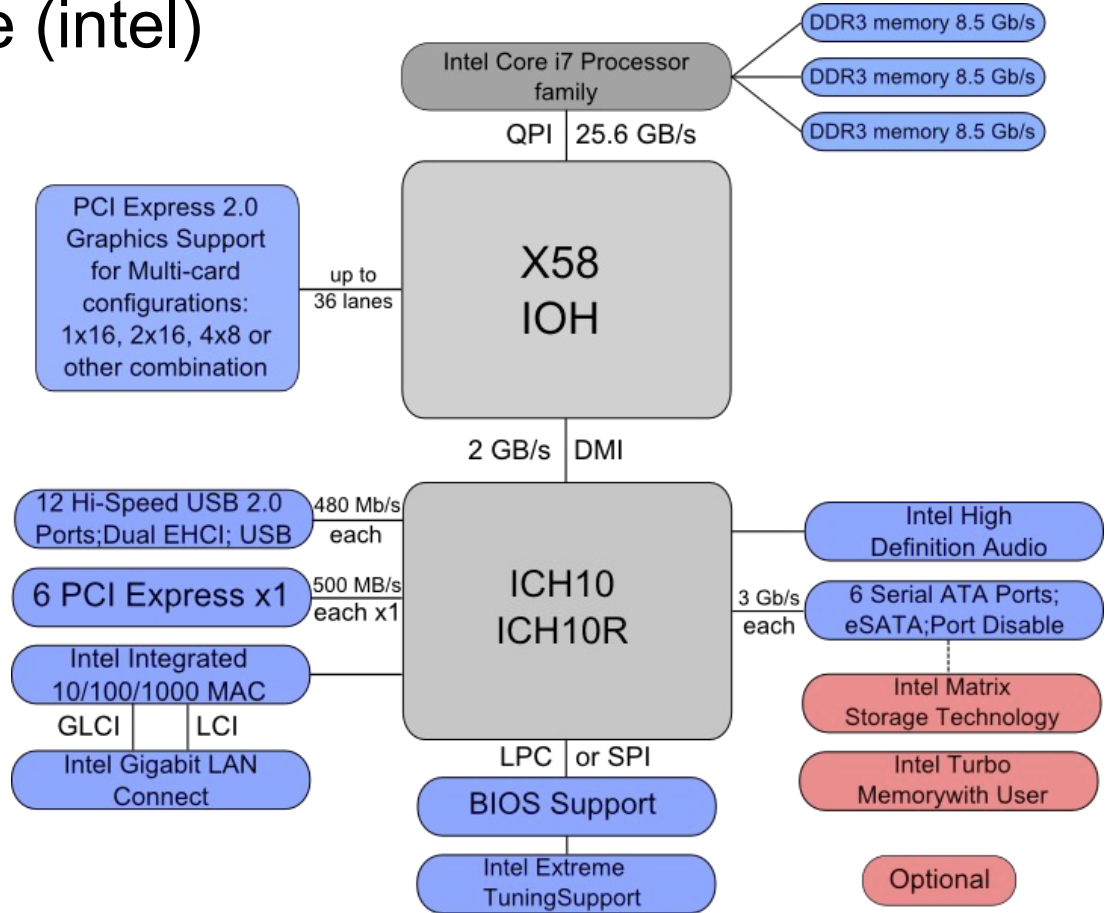 e (intel)
DDR3 memory 8.5 Gb/s
Intel Core i7 Processor
family
DDR3 memory 8.5 Gb/s
DDR3 memory 8.5 Gb/s
QPI 25.6 GB/s
PCI Express 2.0
Graphics Support
for Multi-card
configurations:
1x16, 2x16, 4x8 or
other combination
up to
36 lanes
X58
IOH
2 GB/s DMI
12 Hi-Speed USB 2.0
Ports;Dual EHCI; USB
480 Mb/s
each
6 PCI Express x1
500 MB/s
each x1
Intel Integrated
10/100/1000 MAC
GLCI LCI
Intel Gigabit LAN
Connect
ICH10
ICH10R
Intel High
Definition Audio
3 Gb/s
each
6 Serial ATA Ports;
eSATA;Port Disable
Intel Matrix
Storage Technology
Intel Turbo
Memorywith User
LPC or SPI
BIOS Support
Intel Extreme
TuningSupport
Optional